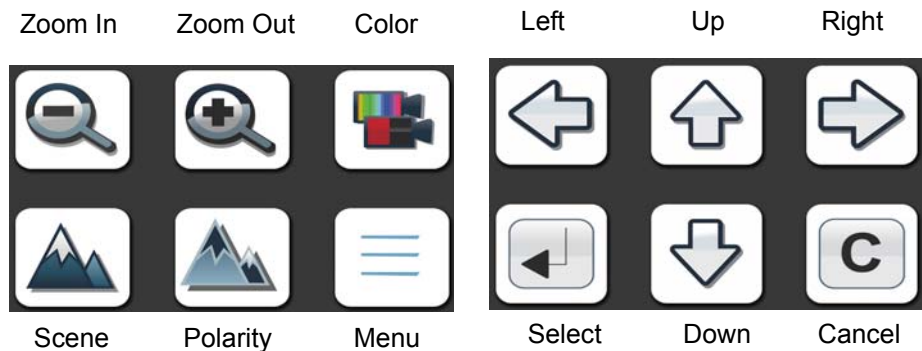 Zoom In Zoom Out Color
Left Up Right
C
Scene Polarity Menu
Select Down Cancel